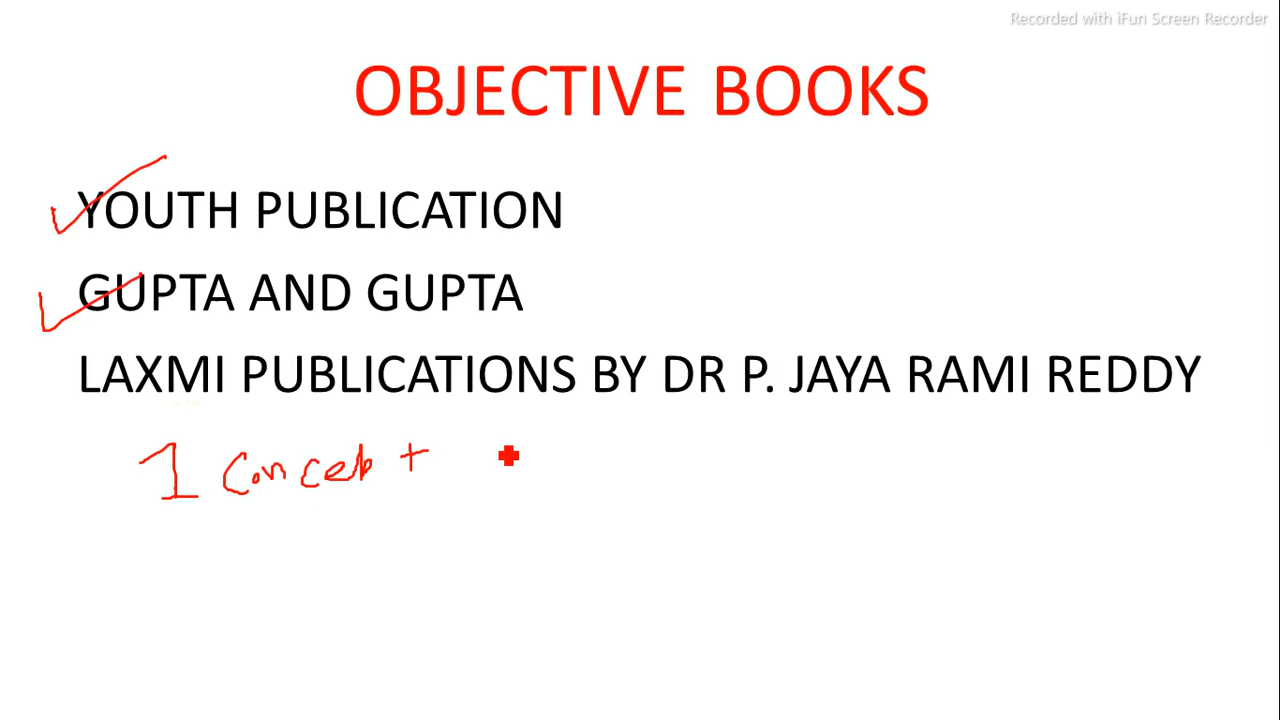 Recorded with iFun Screen Recorder
OBJECTIVE BOOKS
YOUTH PUBLICATION
GUPTA AND GUPTA
LAXMI PUBLICATIONS BY DR P. JAYA RAMI REDDY
1 Concep +